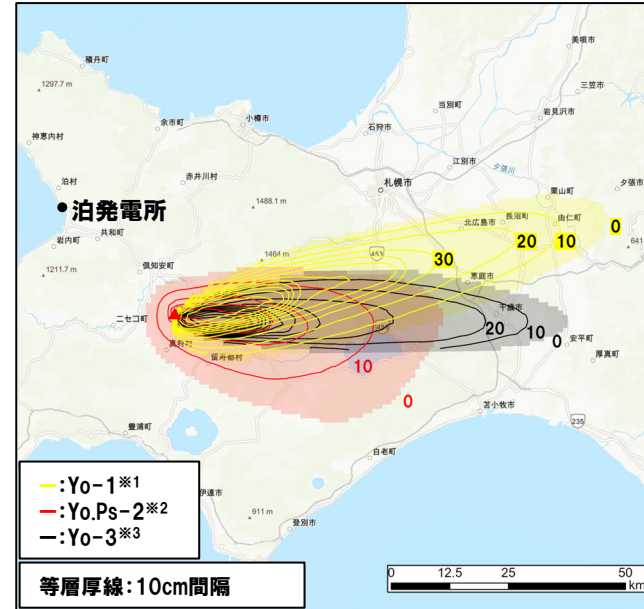 美唄市
積丹町
1297.7 m
三笠市
当別町
岩見沢市
小樽市
余市町
石狩市
神恵内村
江別市
夕張川
赤井川村
札幌市
泊村
夕張市
栗山町
1488.1 m
長沼町
泊発電所
北広島市
由仁町
0
共和町
岩内町
20
10
641
1464 m
453
30
1211.7 m
倶知安町
恵庭市
千歳市
ニセコ町
20
10
0
安平町
真狩村
留寿都村
厚真町
10
0
苫小牧市
235
豊浦町
白老町
伊達市
911 m
登別市
:Yo-1※1
:Yo.Ps-2※2
:Yo-3※3
等層厚線:10cm間隔
0 12.5 25 50
km